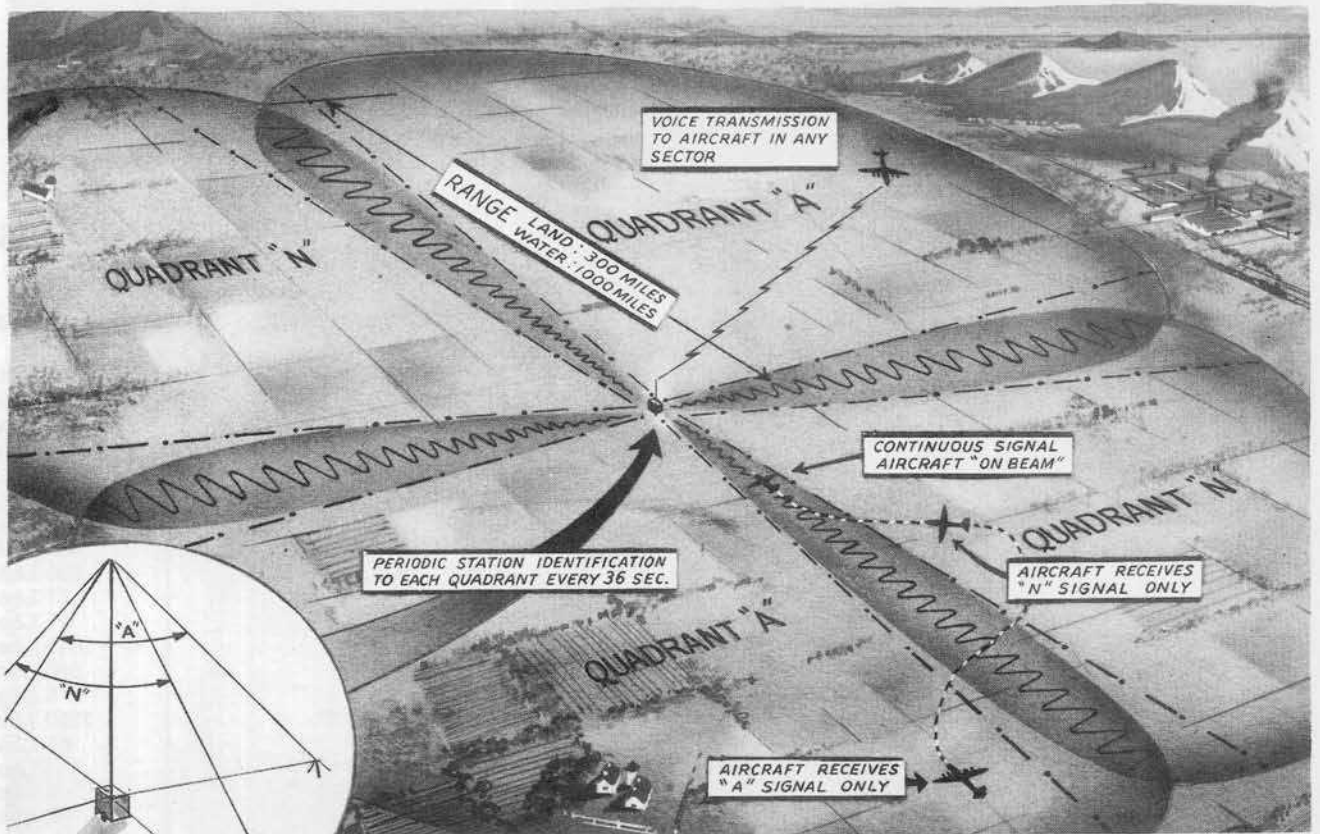 VOICE TRANSMISSION
TO AIRCRAFT IN ANY
SECTOR
RANGE LAND: 300 MILES
WATER: 1000 MILES
QUADRANT "A"
QUADRANT "N"
CONTINUOUS SIGNAL
AIRCRAFT "ON BEAM"
QUADRANT "N"
PERIODIC STATION IDENTIFICATION
TO EACH QUADRANT EVERY 36 SEC.
AIRCRAFT RECEIVES
"N" SIGNAL ONLY
QUADRANT "A"
"A"
"N"
AIRCRAFT RECEIVES
"A" SIGNAL ONLY